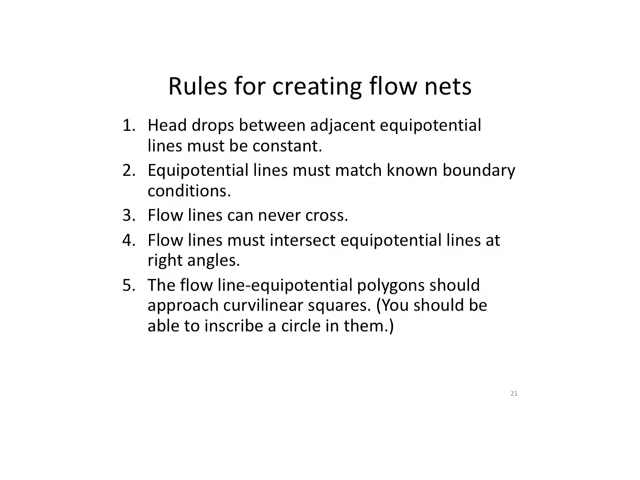 Rules for creating flow nets
1. Head drops between adjacent equipotential
lines must be constant.
2. Equipotential lines must match known boundary
conditions.
3. Flow lines can never cross.
4. Flow lines must intersect equipotential lines at
right angles.
5. The flow line-equipotential polygons should
approach curvilinear squares. (You should be
able to inscribe a circle in them.)
21